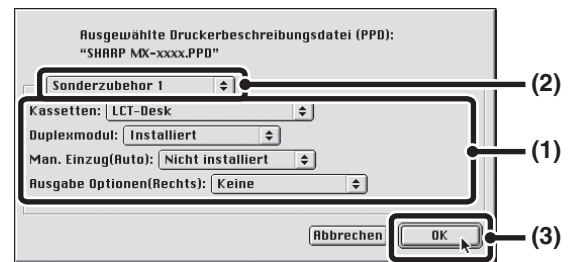 Ausgewählte Druckerbeschreibungsdatei (PPD):
“SHARP MX-xxxx.PPD”
Sonderzubehor 1
(2)
Kassetten: LCT-Desk
Duplexmodul: Installiert
(1)
Man. Einzug(Auto): Nicht installiert
Ausgabe Optionen(Rechts): Keine
Abbrechen OK
(3)